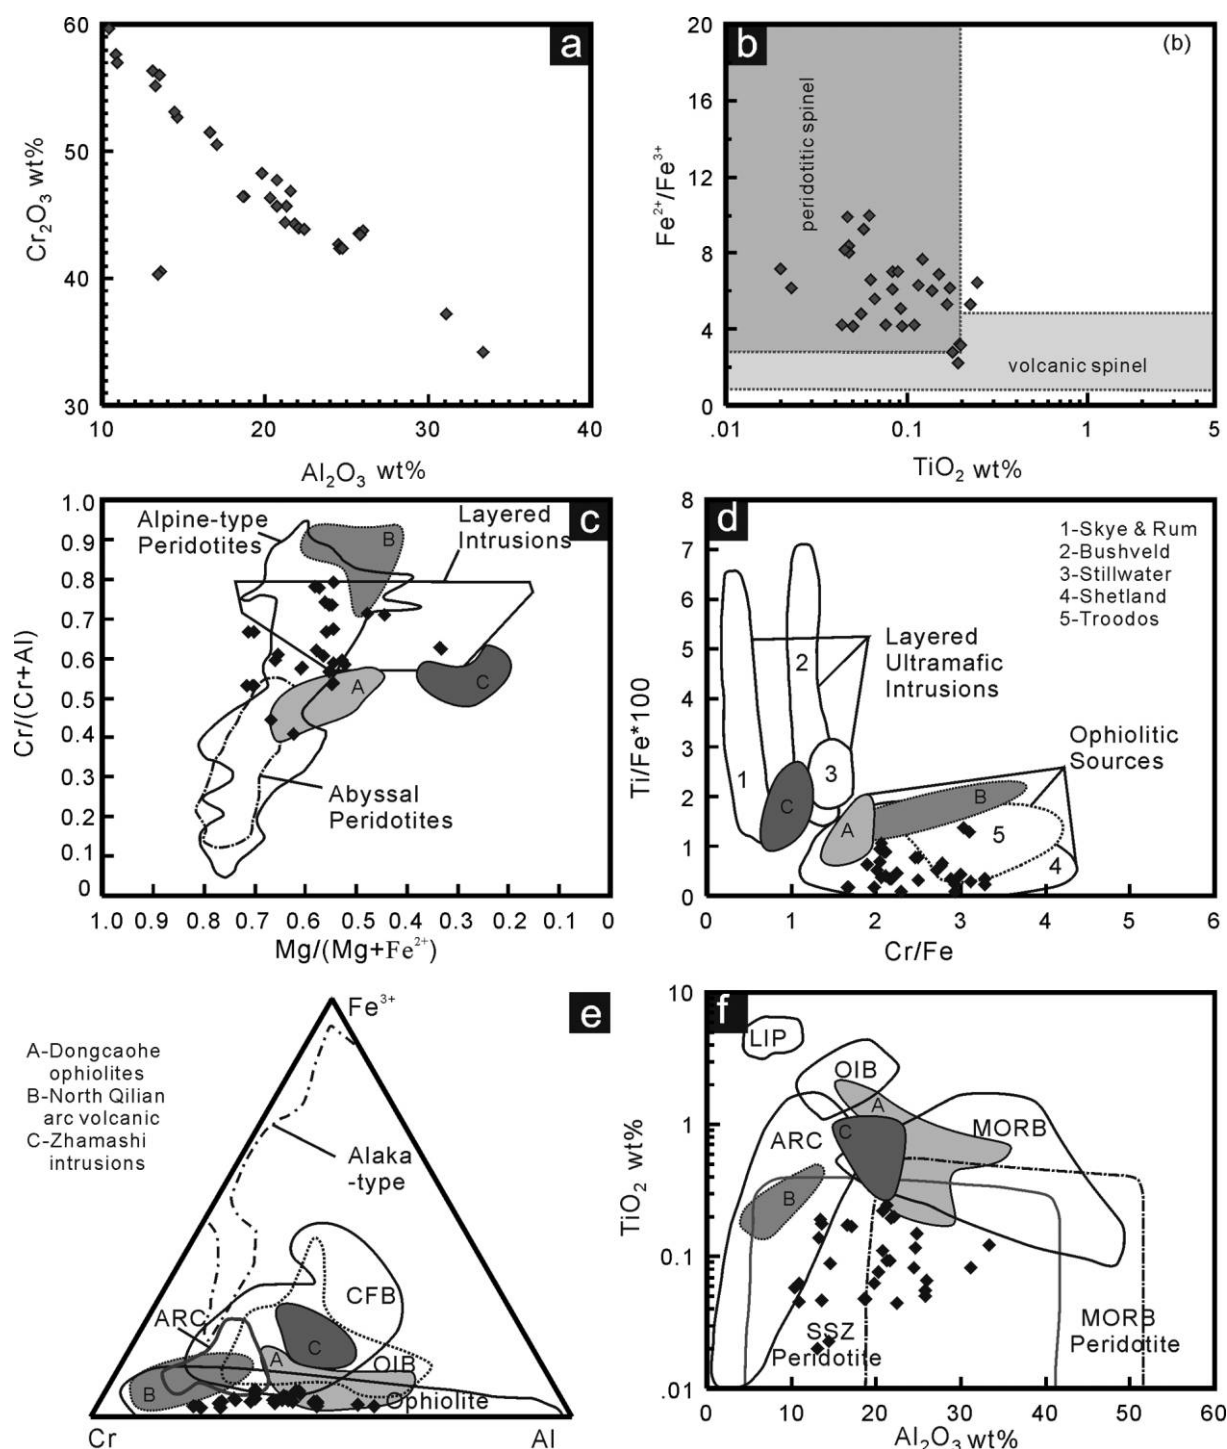 a
Cr₂O₃ wt%
60
50
40
30
10
20
30
40
Al₂O₃ wt%
b
(b)
Fe²⁺/Fe³⁺
20
16
12
8
4
0
peridotitic spinel
volcanic spinel
.01
0.1
1
5
TiO₂ wt%
c
Cr/(Cr+Al)
1.0
0.9
0.8
0.7
0.6
0.5
0.4
0.3
0.2
0.1
0
Alpine-type
Peridotites
Layered
Intrusions
B
A
C
Abyssal
Peridotites
1.0 0.9 0.8 0.7 0.6 0.5 0.4 0.3 0.2 0.1 0
Mg/(Mg+Fe²⁺)
d
Ti/Fe*100
8
7
6
5
4
3
2
1
0
1-Skye & Rum
2-Bushveld
3-Stillwater
4-Shetland
5-Troodos
Layered
Ultramafic
Intrusions
Ophiolitic
Sources
1
2
3
C
A
B
5
4
0 1 2 3 4 5 6
Cr/Fe
e
Fe³⁺
A-Dongcaohe
ophiolites
B-North Qilian
arc volcanic
C-Zhamashi
intrusions
Alaka
-type
ARC
CFB
C
A
OIB
B
Ophiolite
Cr
Al
f
TiO₂ wt%
10
1
0.1
.01
LIP
OIB
A
ARC
C
MORB
B
SSZ
Peridotite
MORB
Peridotite
0 10 20 30 40 50 60
Al₂O₃ wt%